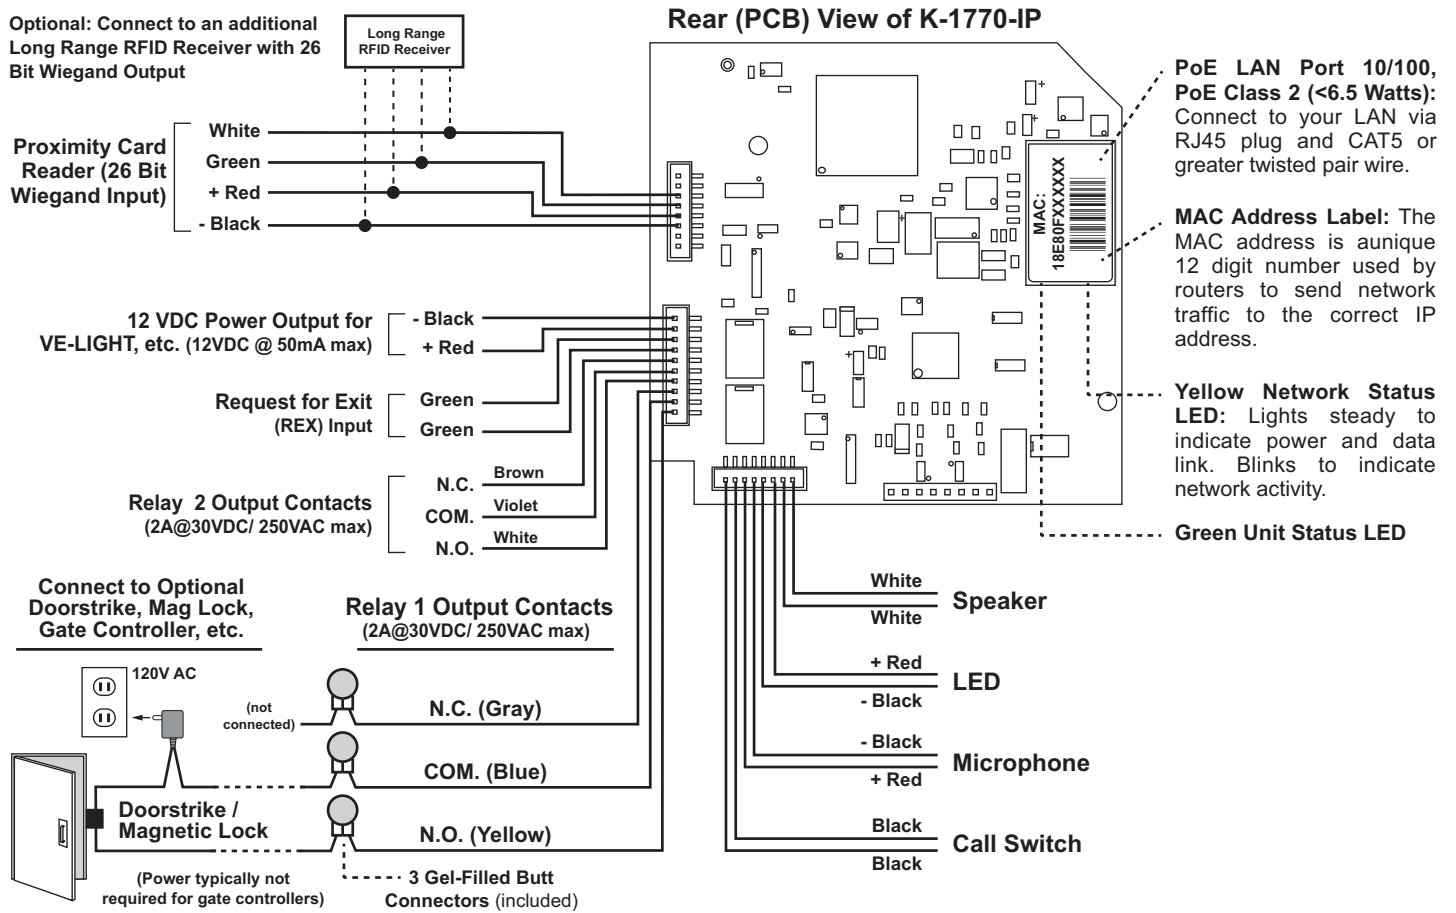 Rear (PCB) View of K-1770-IP
Optional: Connect to an additional
Long Range RFID Receiver with 26
Bit Wiegand Output
Long Range
RFID Receiver
Proximity Card
Reader (26 Bit
Wiegand Input)
White
Green
+ Red
- Black
12 VDC Power Output for
VE-LIGHT, etc. (12VDC @ 50mA max)
- Black
+ Red
Request for Exit
(REX) Input
Green
Green
Relay 2 Output Contacts
(2A@30VDC/ 250VAC max)
N.C.
Brown
COM.
Violet
N.O.
White
Connect to Optional
Doorstrike, Mag Lock,
Gate Controller, etc.
Relay 1 Output Contacts
(2A@30VDC/ 250VAC max)
120V AC
(not
connected)
N.C. (Gray)
COM. (Blue)
N.O. (Yellow)
Doorstrike /
Magnetic Lock
(Power typically not
required for gate controllers)
3 Gel-Filled Butt
Connectors (included)
MAC:
18E80FXXXXXX
PoE LAN Port 10/100,
PoE Class 2 (<6.5 Watts):
Connect to your LAN via
RJ45 plug and CAT5 or
greater twisted pair wire.
MAC Address Label: The
MAC address is aunique
12 digit number used by
routers to send network
traffic to the correct IP
address.
Yellow Network Status
LED: Lights steady to
indicate power and data
link. Blinks to indicate
network activity.
Green Unit Status LED
White
White
Speaker
+ Red
- Black
LED
- Black
+ Red
Microphone
Black
Black
Call Switch